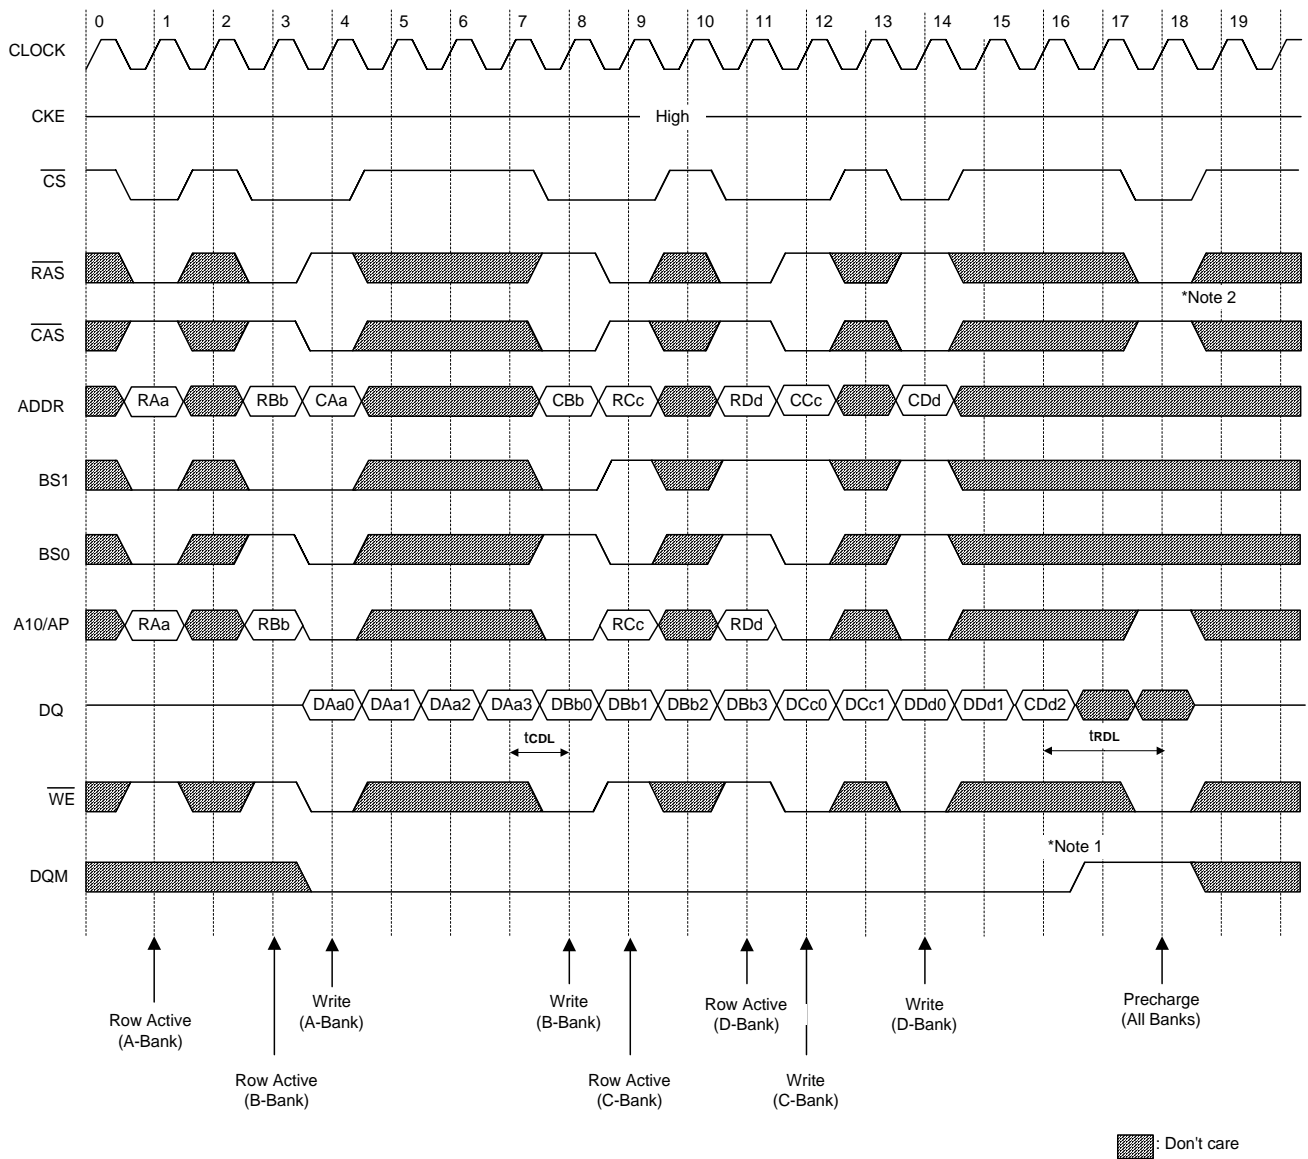 0 1 2 3 4 5 6 7 8 9 10 11 12 13 14 15 16 17 18 19
CLOCK
CKE High
CS
RAS
*Note 2
CAS
ADDR RAa RBb CAa CBb RCc RDd CCc CDd
BS1
BS0
A10/AP RAa RBb RCc RDd
DQ DAa0 DAa1 DAa2 DAa3 DBb0 DBb1 DBb2 DBb3 DCc0 DCc1 DDd0 DDd1 CDd2
tCDL tRDL
WE
*Note 1
DQM
Write Write Row Active Write Precharge
(A-Bank) (B-Bank) (D-Bank) (D-Bank) (All Banks)
Row Active
(A-Bank)
Row Active Row Active Write
(B-Bank) (C-Bank) (C-Bank)
: Don't care